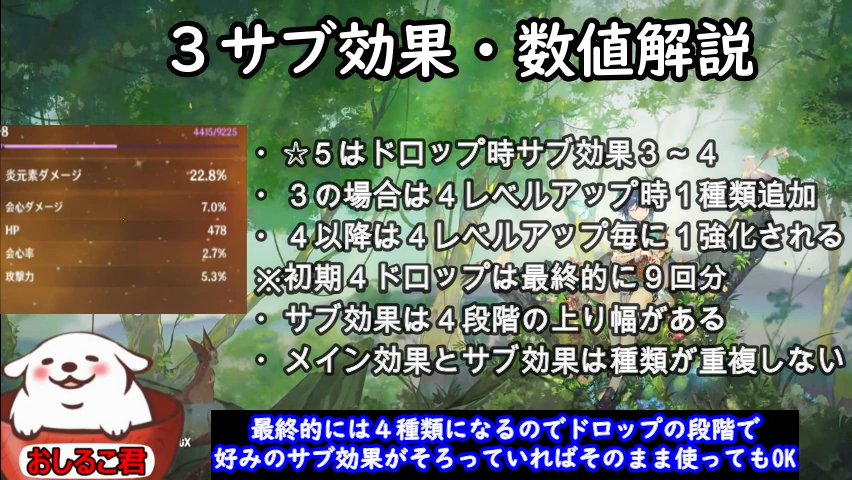 ３サブ効果・数値解説
8 4415/9225
炎元素ダメージ 22.8%
会心ダメージ 7.0%
HP 478
会心率 2.7%
攻撃力 5.3%
・☆５はドロップ時サブ効果３～４
・３の場合は４レベルアップ時１種類追加
・４以降は４レベルアップ毎に１強化される
※初期４ドロップは最終的に９回分
・サブ効果は４段階の上り幅がある
・メイン効果とサブ効果は種類が重複しない
おしるこ君
最終的には４種類になるのでドロップの段階で
好みのサブ効果がそろっていればそのまま使ってもOK